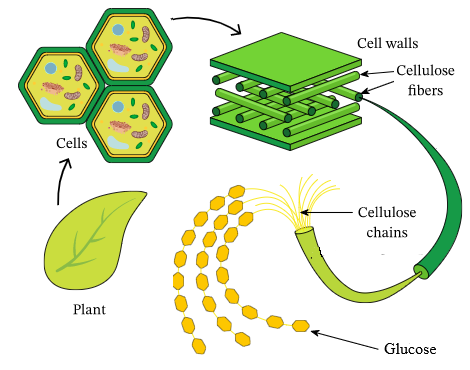 Cell walls
Cellulose
fibers
Cells
Cellulose
chains
Plant
Glucose